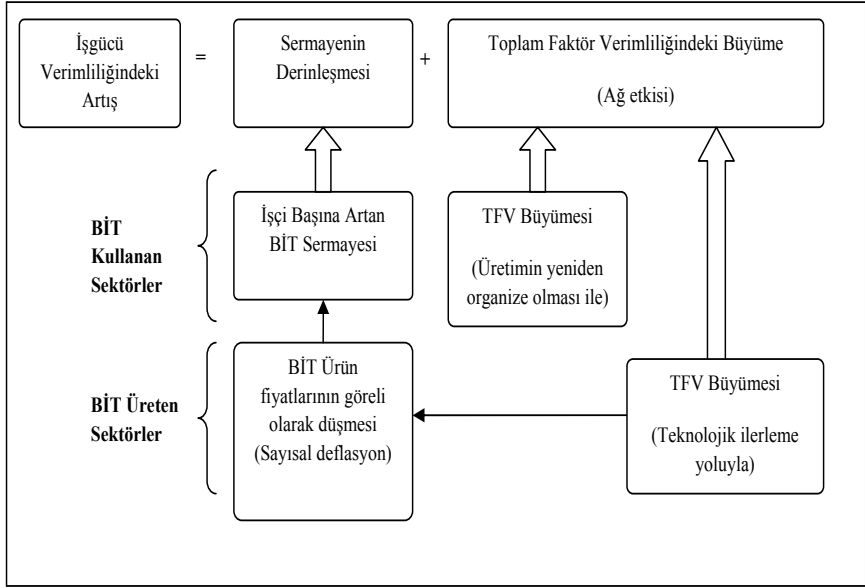 İşgücü
Verimliliğindeki
Artış
=
Sermayenin
Derinleşmesi
+
Toplam Faktör Verimliliğindeki Büyüme
(Ağ etkisi)
BİT
Kullanan
Sektörler
İşçi Başına Artan
BİT Sermayesi
TFV Büyümesi
(Üretimin yeniden
organize olması ile)
BİT Üreten
Sektörler
BİT Ürün
fiyatlarının göreli
olarak düşmesi
(Sayısal deflasyon)
TFV Büyümesi
(Teknolojik ilerleme
yoluyla)